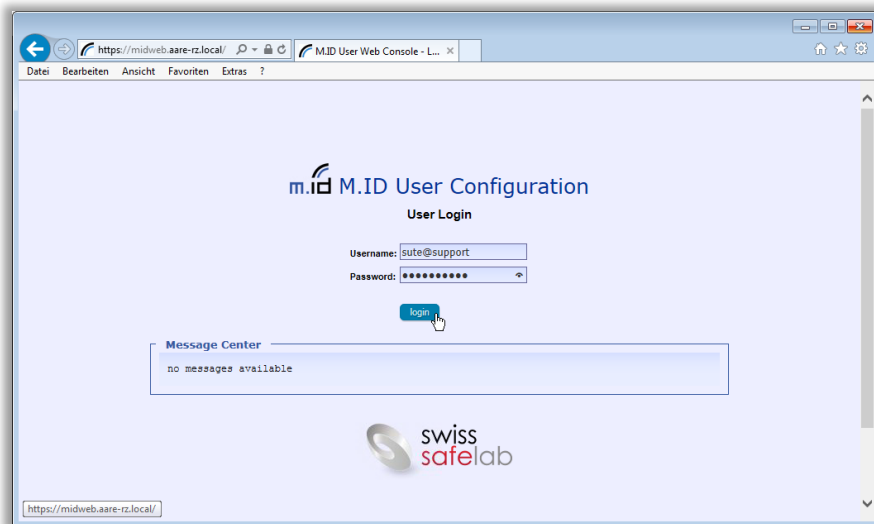 https://midweb.aare-rz.local/
M.ID User Web Console - L...
Datei Bearbeiten Ansicht Favoriten Extras ?
m.id M.ID User Configuration
User Login
Username: sute@support
Password: ●●●●●●●●●●
login
Message Center
no messages available
swiss
safelab
https://midweb.aare-rz.local/